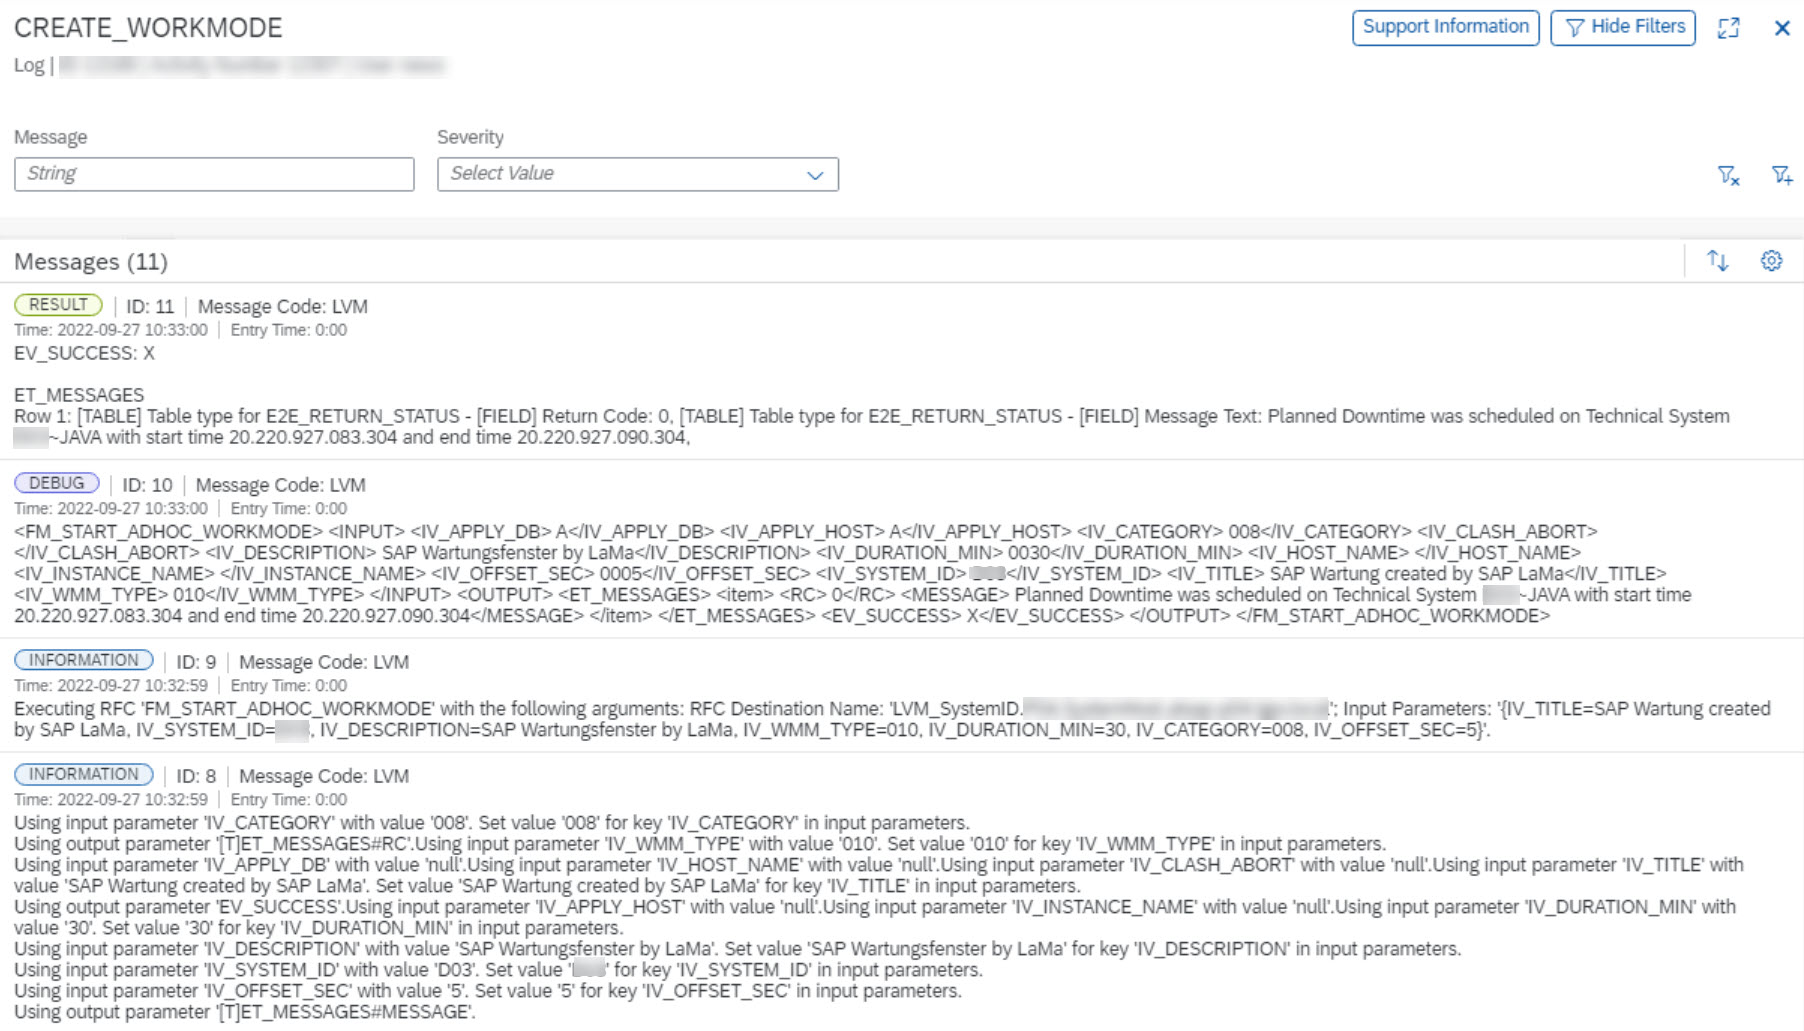 CREATE_WORKMODE
Support Information
Hide Filters
Log |
Message
Severity
String
Select Value
Messages (11)
RESULT | ID: 11 | Message Code: LVM
Time: 2022-09-27 10:33:00 | Entry Time: 0:00
EV_SUCCESS: X
ET_MESSAGES
Row 1: [TABLE] Table type for E2E_RETURN_STATUS - [FIELD] Return Code: 0, [TABLE] Table type for E2E_RETURN_STATUS - [FIELD] Message Text: Planned Downtime was scheduled on Technical System
~JAVA with start time 20.220.927.083.304 and end time 20.220.927.090.304,
DEBUG | ID: 10 | Message Code: LVM
Time: 2022-09-27 10:33:00 | Entry Time: 0:00
<FM_START_ADHOC_WORKMODE> <INPUT> <IV_APPLY_DB> A</IV_APPLY_DB> <IV_APPLY_HOST> A</IV_APPLY_HOST> <IV_CATEGORY> 008</IV_CATEGORY> <IV_CLASH_ABORT>
</IV_CLASH_ABORT> <IV_DESCRIPTION> SAP Wartungsfenster by LaMa</IV_DESCRIPTION> <IV_DURATION_MIN> 0030</IV_DURATION_MIN> <IV_HOST_NAME> </IV_HOST_NAME>
<IV_INSTANCE_NAME> </IV_INSTANCE_NAME> <IV_OFFSET_SEC> 0005</IV_OFFSET_SEC> <IV_SYSTEM_ID> </IV_SYSTEM_ID> <IV_TITLE> SAP Wartung created by SAP LaMa</IV_TITLE>
<IV_WMM_TYPE> 010</IV_WMM_TYPE> </INPUT> <OUTPUT> <ET_MESSAGES> <item> <RC> 0</RC> <MESSAGE> Planned Downtime was scheduled on Technical System ~JAVA with start time
20.220.927.083.304 and end time 20.220.927.090.304</MESSAGE> </item> </ET_MESSAGES> <EV_SUCCESS> X</EV_SUCCESS> </OUTPUT> </FM_START_ADHOC_WORKMODE>
INFORMATION | ID: 9 | Message Code: LVM
Time: 2022-09-27 10:32:59 | Entry Time: 0:00
Executing RFC 'FM_START_ADHOC_WORKMODE' with the following arguments: RFC Destination Name: 'LVM_SystemID. '; Input Parameters: '{IV_TITLE=SAP Wartung created
by SAP LaMa, IV_SYSTEM_ID= , IV_DESCRIPTION=SAP Wartungsfenster by LaMa, IV_WMM_TYPE=010, IV_DURATION_MIN=30, IV_CATEGORY=008, IV_OFFSET_SEC=5}'.
INFORMATION | ID: 8 | Message Code: LVM
Time: 2022-09-27 10:32:59 | Entry Time: 0:00
Using input parameter 'IV_CATEGORY' with value '008'. Set value '008' for key 'IV_CATEGORY' in input parameters.
Using output parameter '[T]ET_MESSAGES#RC'.Using input parameter 'IV_WMM_TYPE' with value '010'. Set value '010' for key 'IV_WMM_TYPE' in input parameters.
Using input parameter 'IV_APPLY_DB' with value 'null'.Using input parameter 'IV_HOST_NAME' with value 'null'.Using input parameter 'IV_CLASH_ABORT' with value 'null'.Using input parameter 'IV_TITLE' with
value 'SAP Wartung created by SAP LaMa'. Set value 'SAP Wartung created by SAP LaMa' for key 'IV_TITLE' in input parameters.
Using output parameter 'EV_SUCCESS'.Using input parameter 'IV_APPLY_HOST' with value 'null'.Using input parameter 'IV_INSTANCE_NAME' with value 'null'.Using input parameter 'IV_DURATION_MIN' with
value '30'. Set value '30' for key 'IV_DURATION_MIN' in input parameters.
Using input parameter 'IV_DESCRIPTION' with value 'SAP Wartungsfenster by LaMa'. Set value 'SAP Wartungsfenster by LaMa' for key 'IV_DESCRIPTION' in input parameters.
Using input parameter 'IV_SYSTEM_ID' with value 'D03'. Set value ' ' for key 'IV_SYSTEM_ID' in input parameters.
Using input parameter 'IV_OFFSET_SEC' with value '5'. Set value '5' for key 'IV_OFFSET_SEC' in input parameters.
Using output parameter '[T]ET_MESSAGES#MESSAGE'.